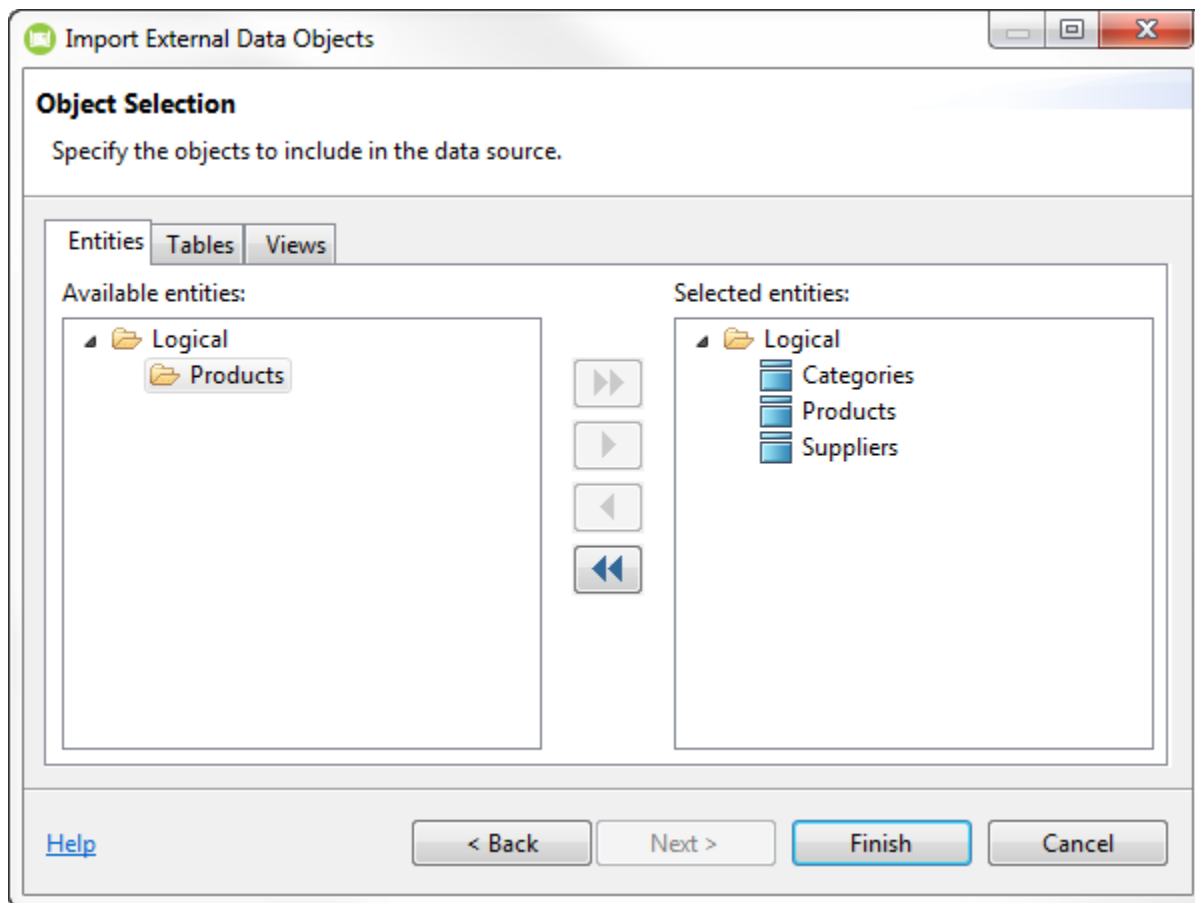 Import External Data Objects
Object Selection
Specify the objects to include in the data source.
Entities Tables Views
Available entities:
Logical
Products
Selected entities:
Logical
Categories
Products
Suppliers
Help
< Back
Next >
Finish
Cancel